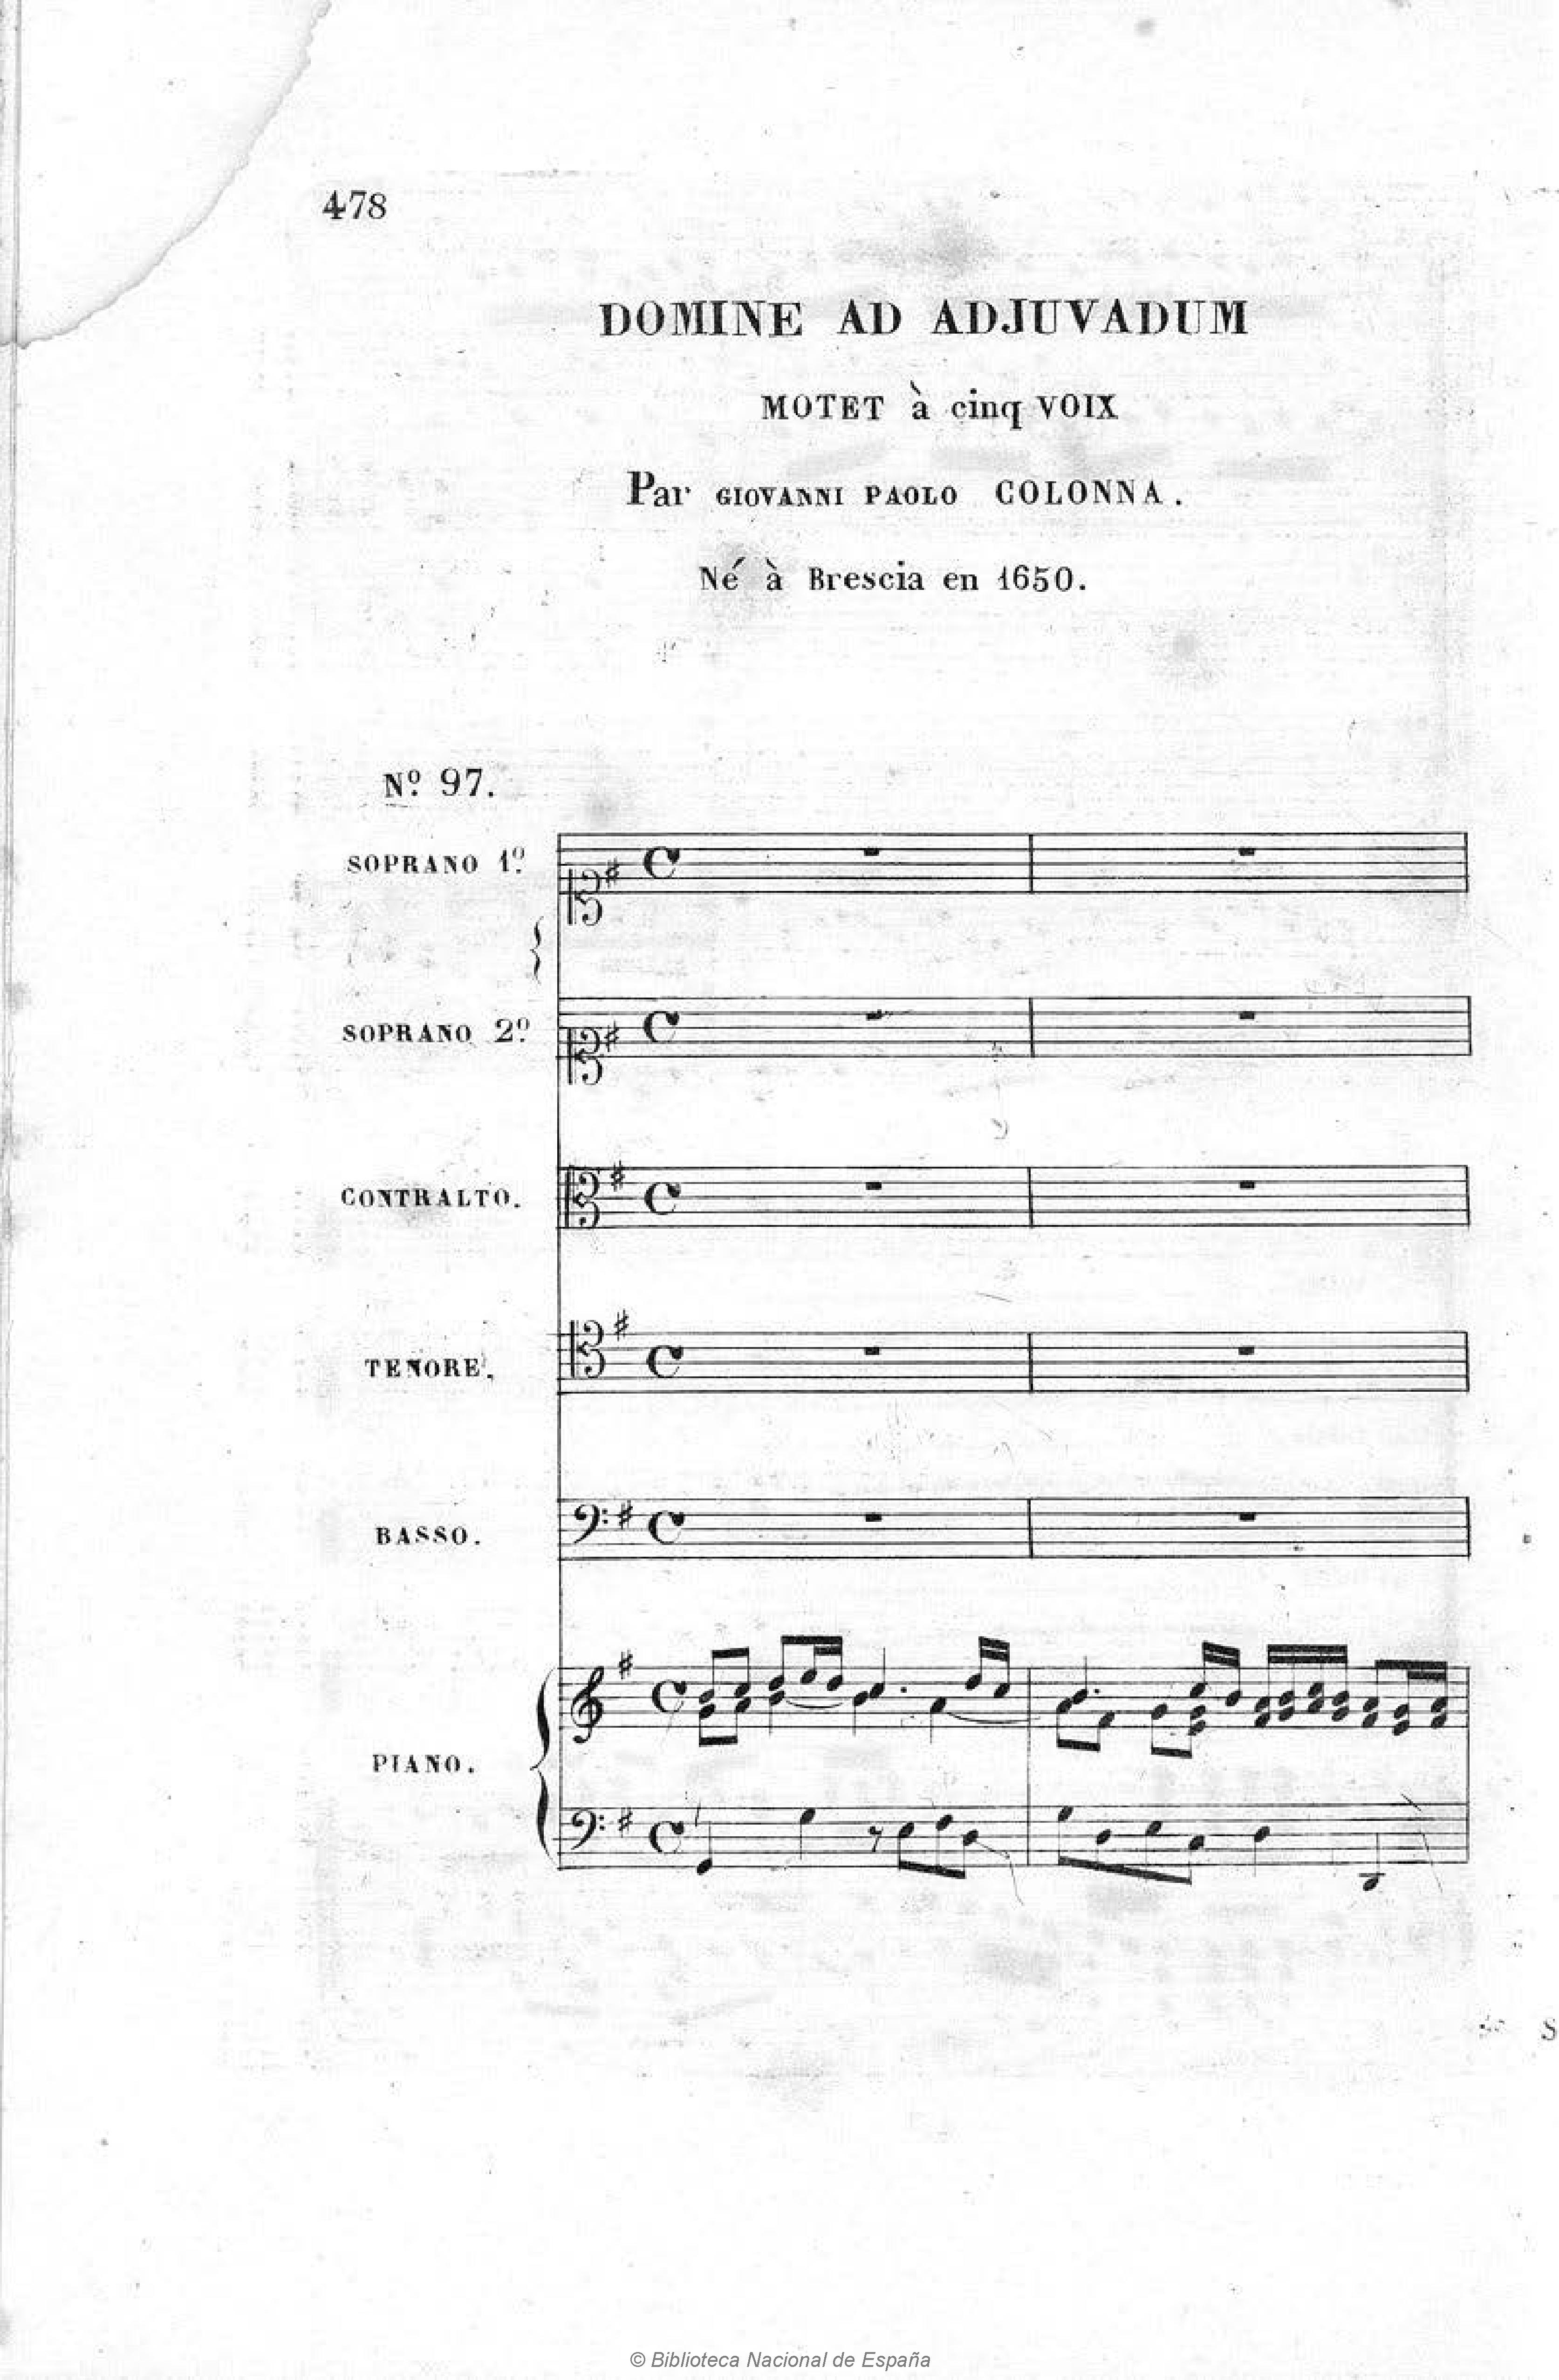 478
DOMINE AD ADJUVADUM
MOTET à cinq VOIX
Par GIOVANNI PAOLO COLONNA.
Né à Brescia en 1650.
Nº. 97.
SOPRANO 1º.
SOPRANO 2º.
CONTRALTO.
TENORE.
BASSO.
PIANO.
© Biblioteca Nacional de España